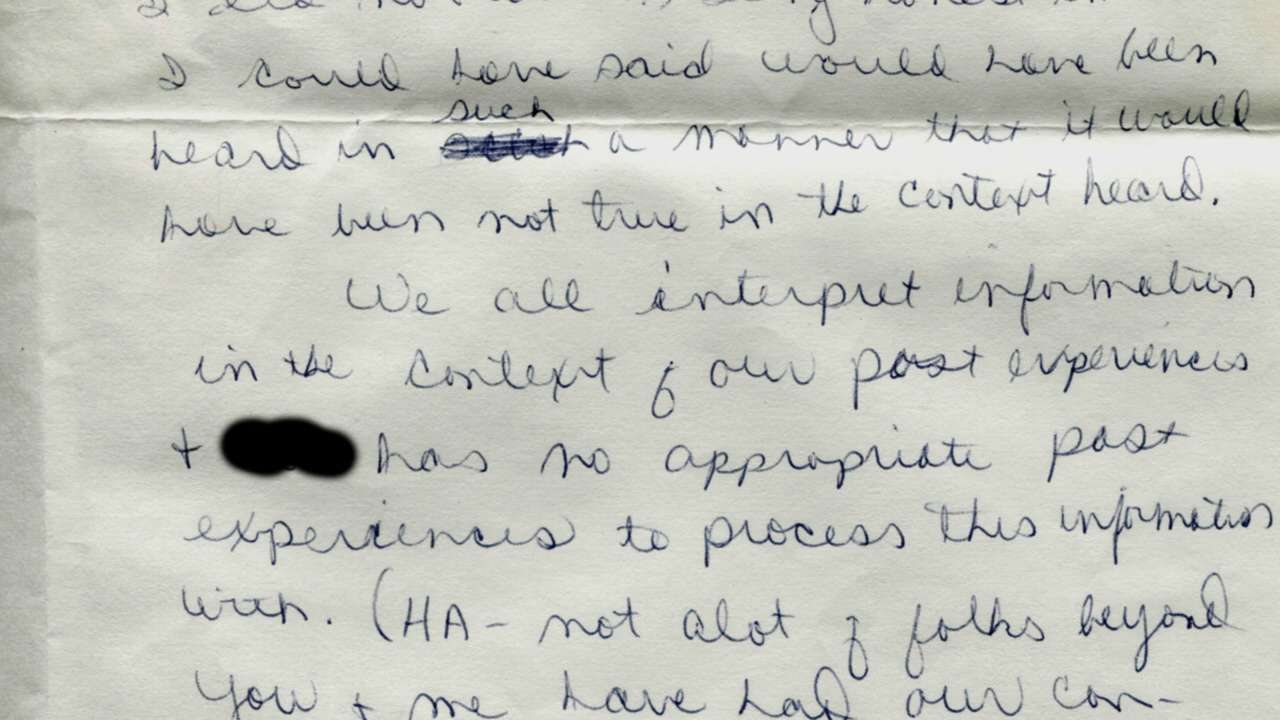 I could have said would have been
such
heard in a manner that it would
have been not true in the context heard.
We all interpret information
in the context of our past experiences
+ has no appropriate past
experiences to process this information
with. (HA - not alot of folks beyond
you + me have had our con-